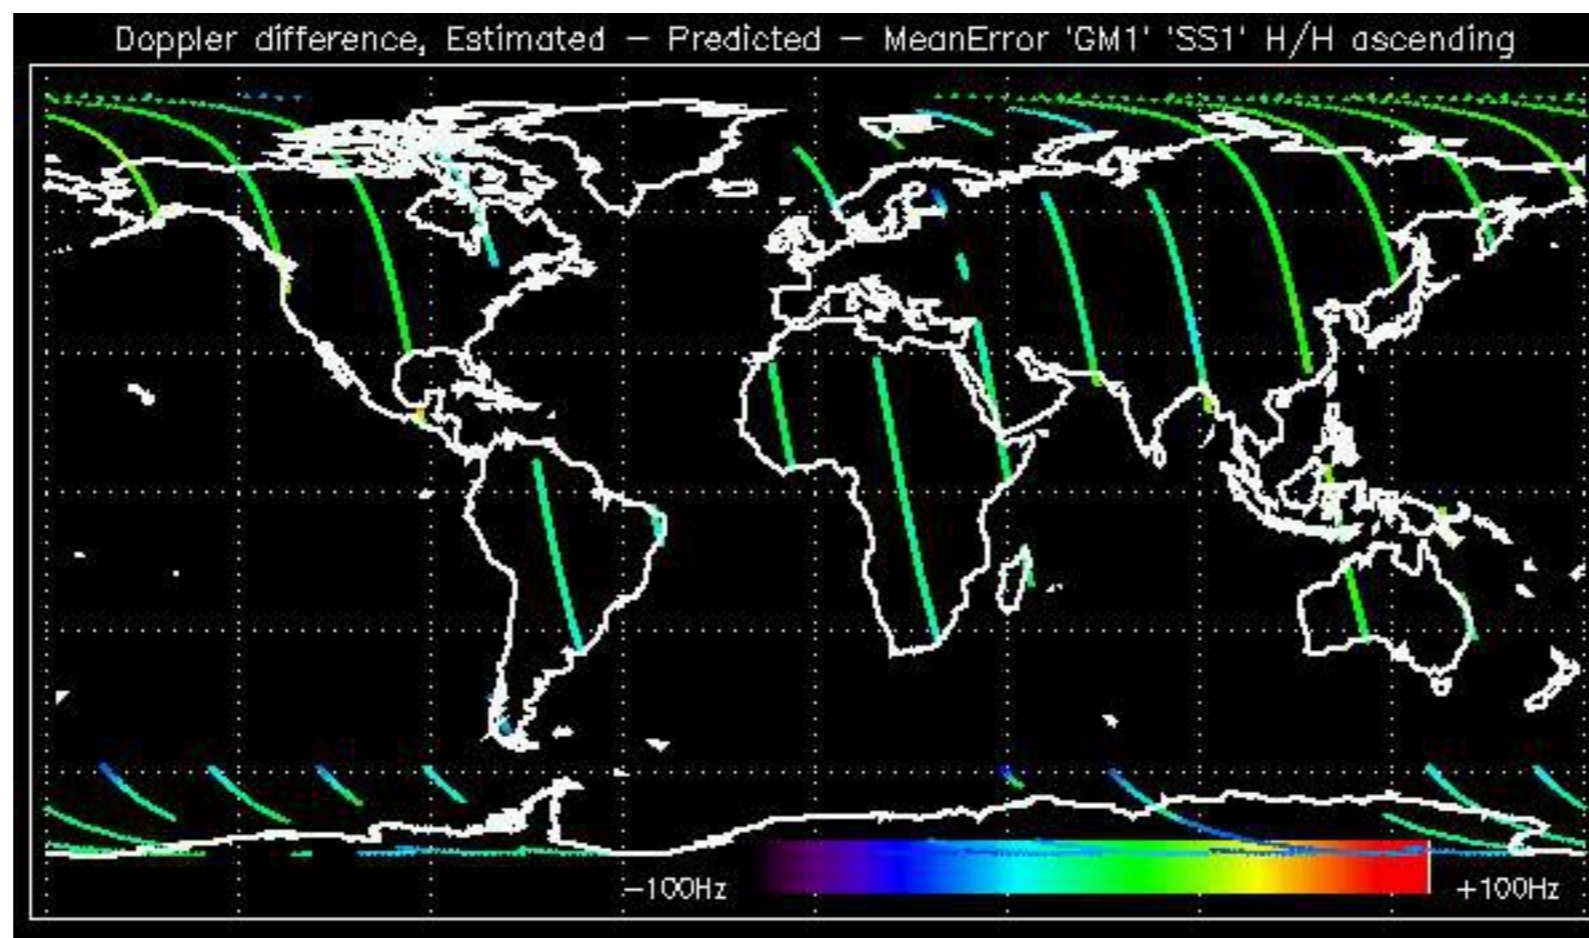 Doppler difference, Estimated − Predicted − MeanError 'GM1' 'SS1' H/H ascending
−100Hz
+100Hz